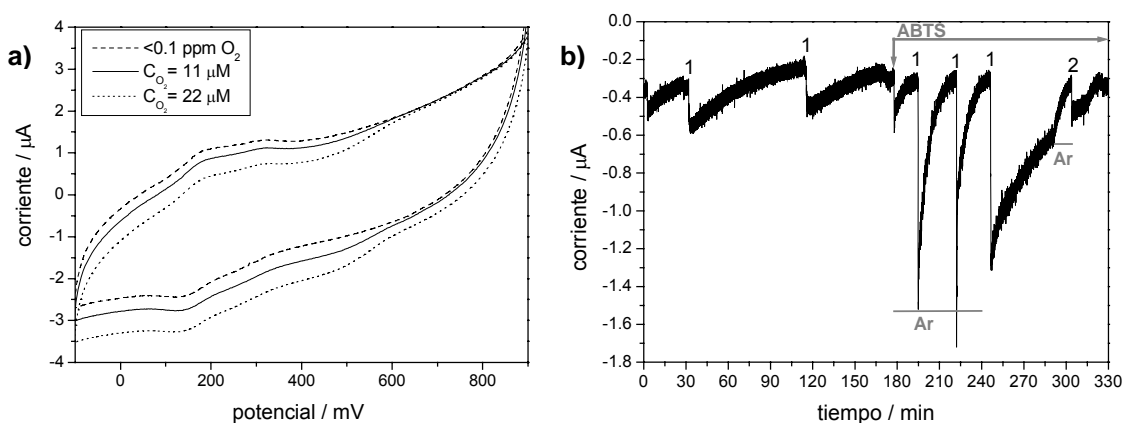 a)
<0.1 ppm O2
CO2 = 11 μM
CO2 = 22 μM
corriente / μA
4
3
2
1
0
-1
-2
-3
-4
0 200 400 600 800
potencial / mV
b)
ABTS
1 1 1 1 1 2
Ar
Ar
corriente / μA
0.0
-0.2
-0.4
-0.6
-0.8
-1.0
-1.2
-1.4
-1.6
-1.8
0 30 60 90 120 150 180 210 240 270 300 330
tiempo / min